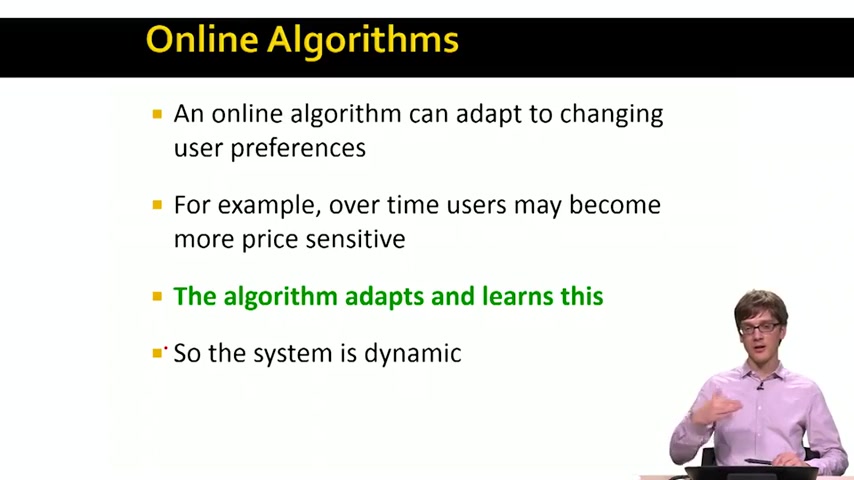 Online Algorithms
An online algorithm can adapt to changing
user preferences
For example, over time users may become
more price sensitive
The algorithm adapts and learns this
So the system is dynamic